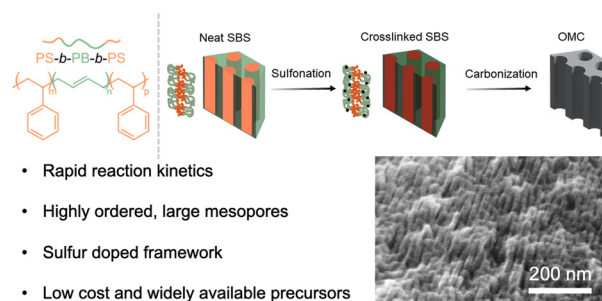 Neat SBS
Crosslinked SBS
OMC
PS-b-PB-b-PS
Sulfonation
Carbonization
n
n
p
• Rapid reaction kinetics
• Highly ordered, large mesopores
• Sulfur doped framework
• Low cost and widely available precursors
200 nm